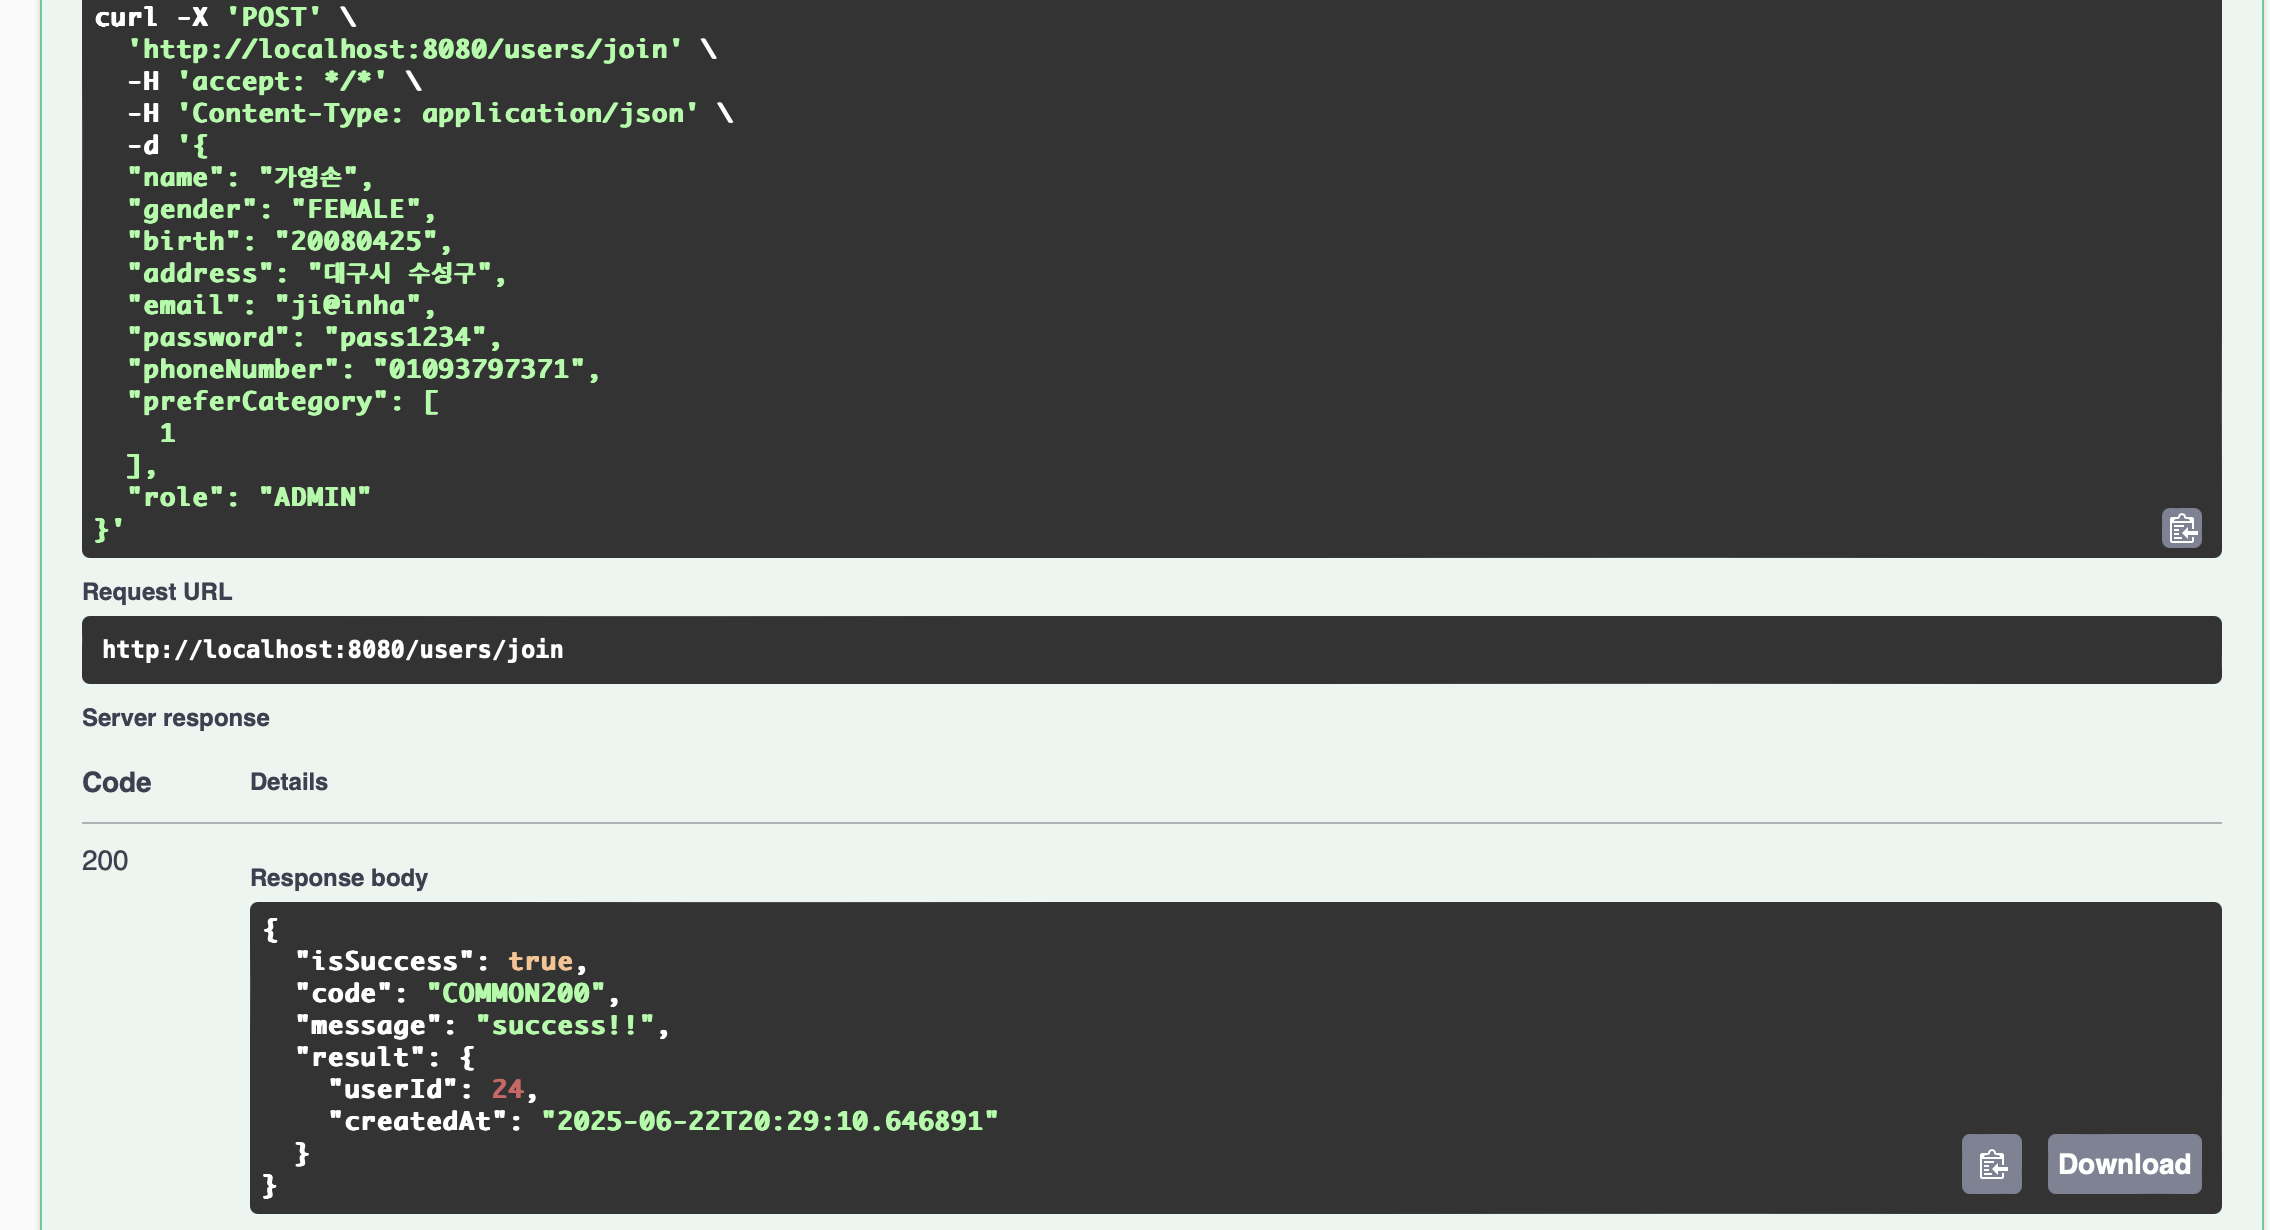 curl -X 'POST' \
  'http://localhost:8080/users/join' \
  -H 'accept: */*' \
  -H 'Content-Type: application/json' \
  -d '{
  "name": "가영손",
  "gender": "FEMALE",
  "birth": "20080425",
  "address": "대구시 수성구",
  "email": "ji@inha",
  "password": "pass1234",
  "phoneNumber": "01093797371",
  "preferCategory": [
    1
  ],
  "role": "ADMIN"
}'
Request URL
http://localhost:8080/users/join
Server response
Code Details
200
Response body
{
  "isSuccess": true,
  "code": "COMMON200",
  "message": "success!!",
  "result": {
    "userId": 24,
    "createdAt": "2025-06-22T20:29:10.646891"
  }
}
Download